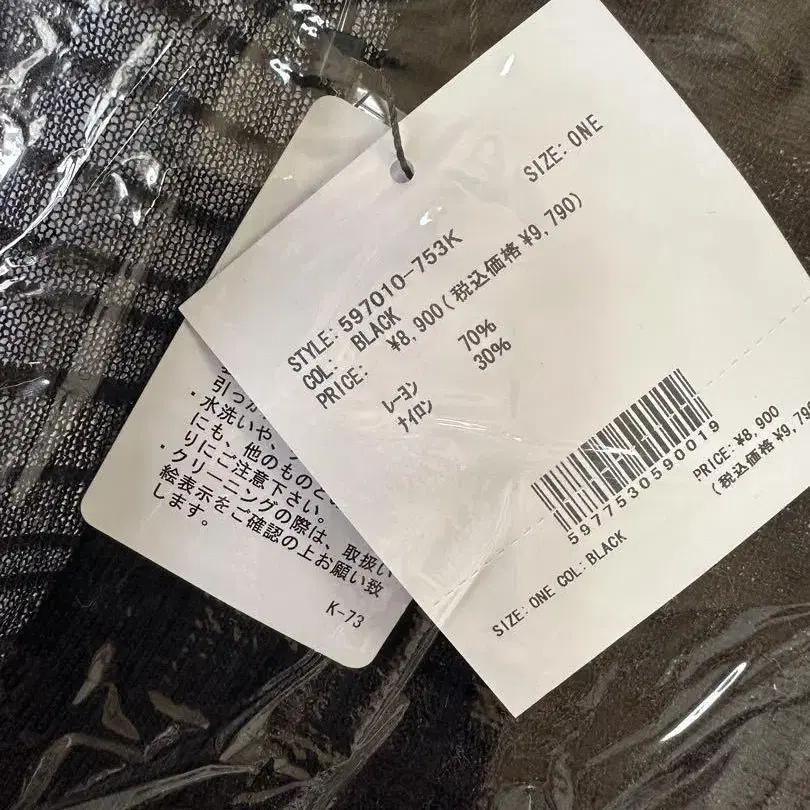 SIZE: ONE
STYLE: 597010-753K
COL: BLACK
PRICE: ¥8,900(税込価格 ¥9,790)
レーヨン 70%
ナイロン 30%
5977530590019
PRICE: ¥8,900
(税込価格 ¥9,790
SIZE: ONE COL: BLACK
引っか
・水洗いや、
にも、他のものと
りにご注意下さい。
・クリーニングの際は、取扱い
絵表示をご確認の上お願い致
します。
K-73